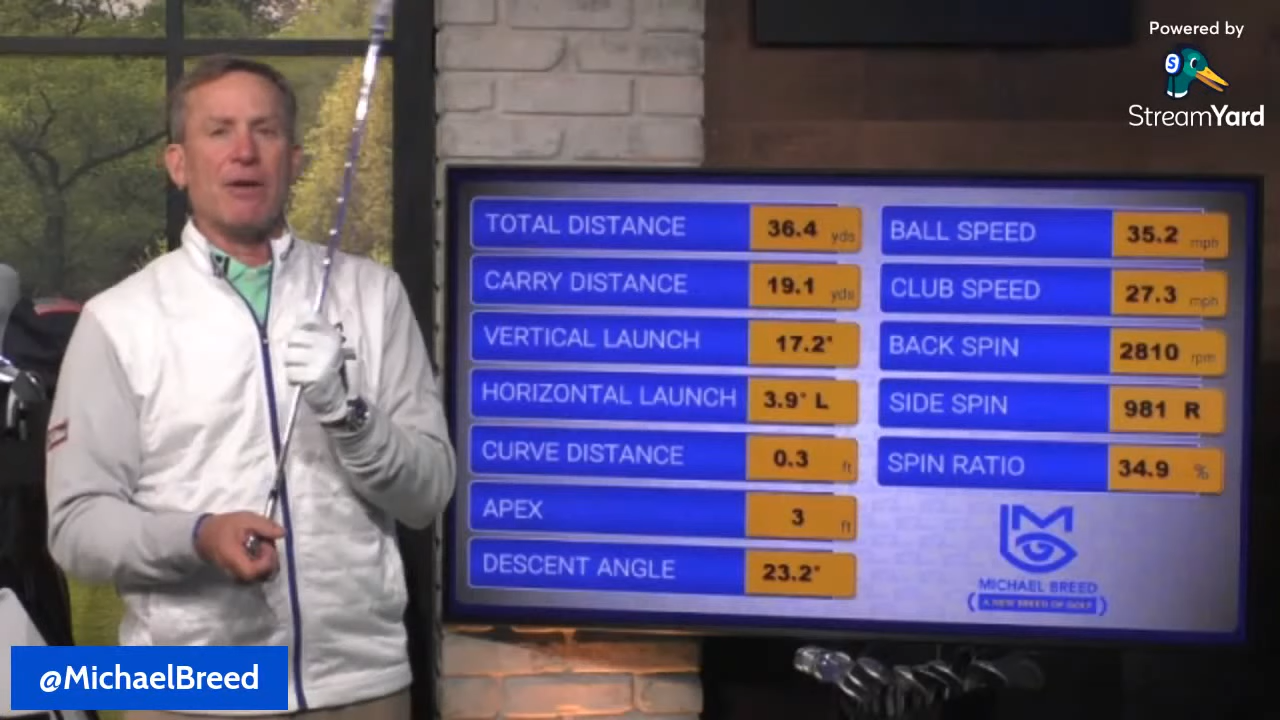 Powered by
StreamYard
TOTAL DISTANCE 36.4 yds
CARRY DISTANCE 19.1 yds
VERTICAL LAUNCH 17.2°
HORIZONTAL LAUNCH 3.9° L
CURVE DISTANCE 0.3 ft
APEX 3 ft
DESCENT ANGLE 23.2°
BALL SPEED 35.2 mph
CLUB SPEED 27.3 mph
BACK SPIN 2810 rpm
SIDE SPIN 981 R
SPIN RATIO 34.9 %
MICHAEL BREED
A NEW BREED OF GOLF
@MichaelBreed